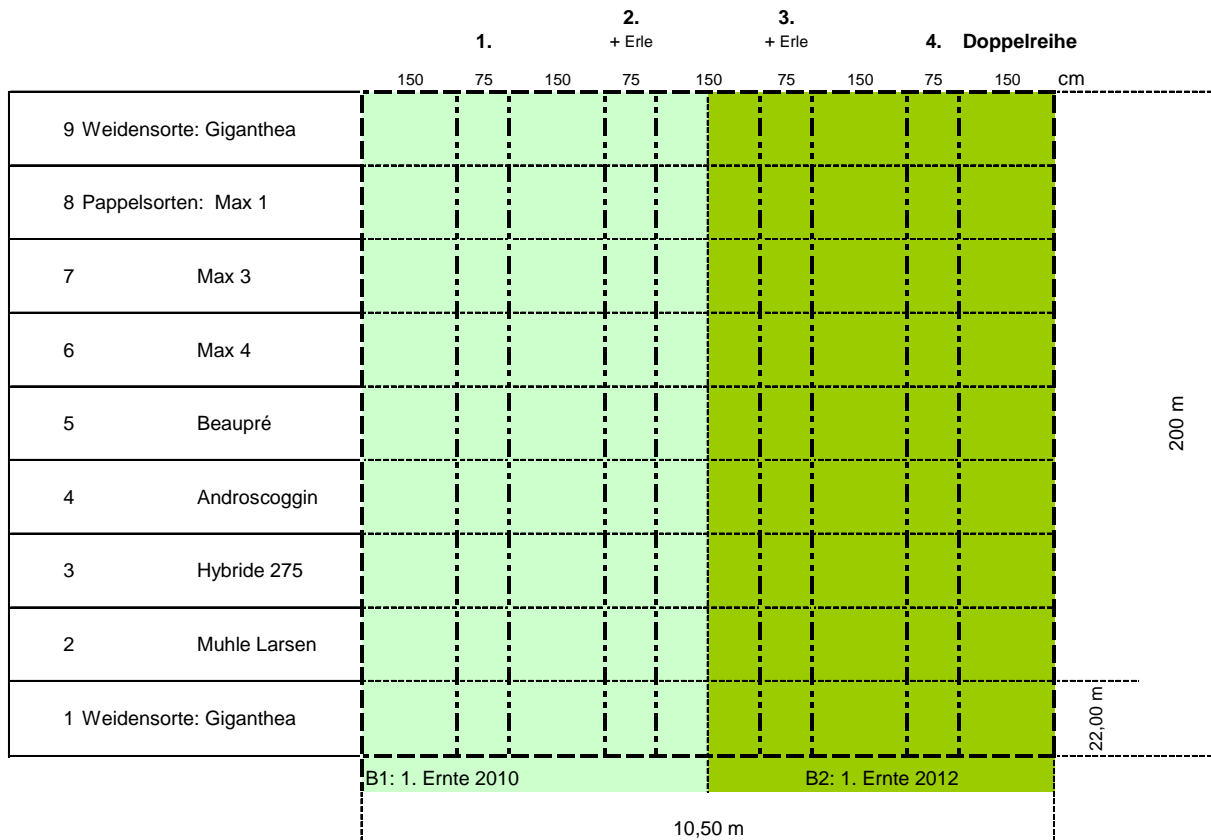 2. 3.
1. + Erle + Erle 4. Doppelreihe
150 75 150 75 150 75 150 75 150 cm
9 Weidensorte: Giganthea
8 Pappelsorten: Max 1
7 Max 3
6 Max 4
5 Beaupré
200 m
4 Androscoggin
3 Hybride 275
2 Muhle Larsen
1 Weidensorte: Giganthea
22,00 m
B1: 1. Ernte 2010 B2: 1. Ernte 2012
10,50 m